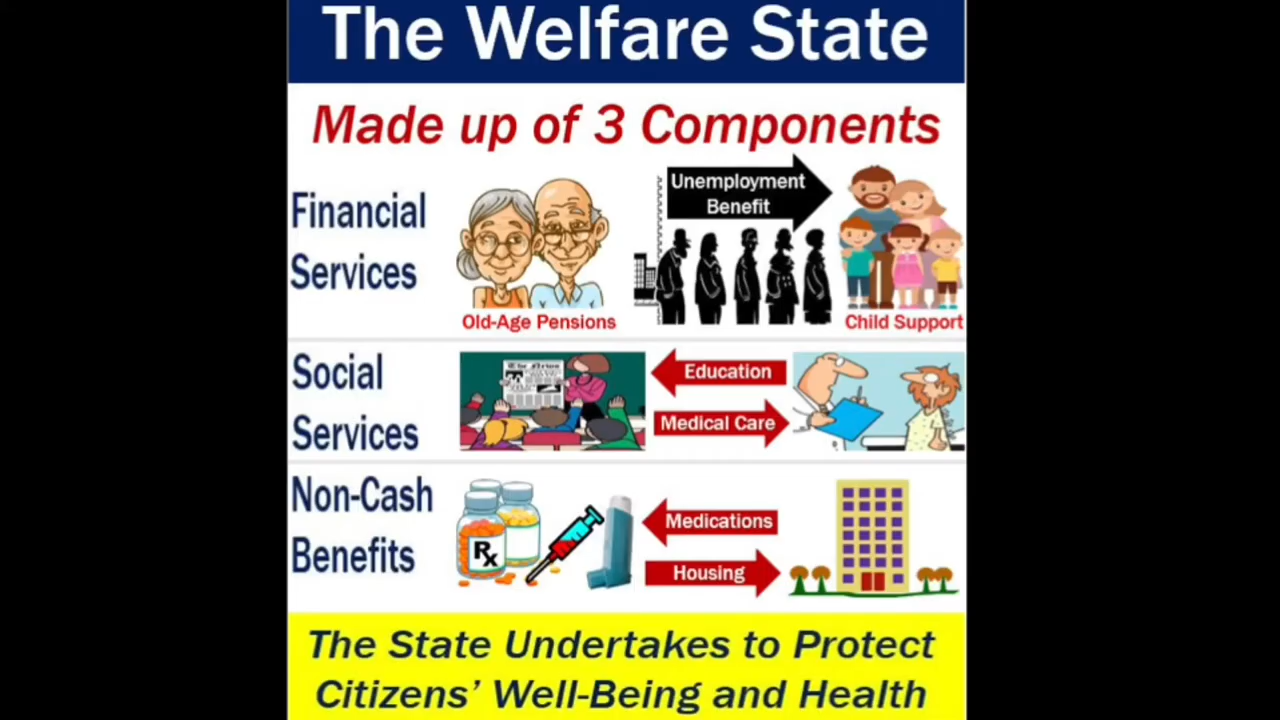 The Welfare State
Made up of 3 Components
Financial
Services
Old-Age Pensions
Unemployment
Benefit
Child Support
Social
Services
The News
Education
Medical Care
Non-Cash
Benefits
Rx
Medications
Housing
The State Undertakes to Protect
Citizens' Well-Being and Health